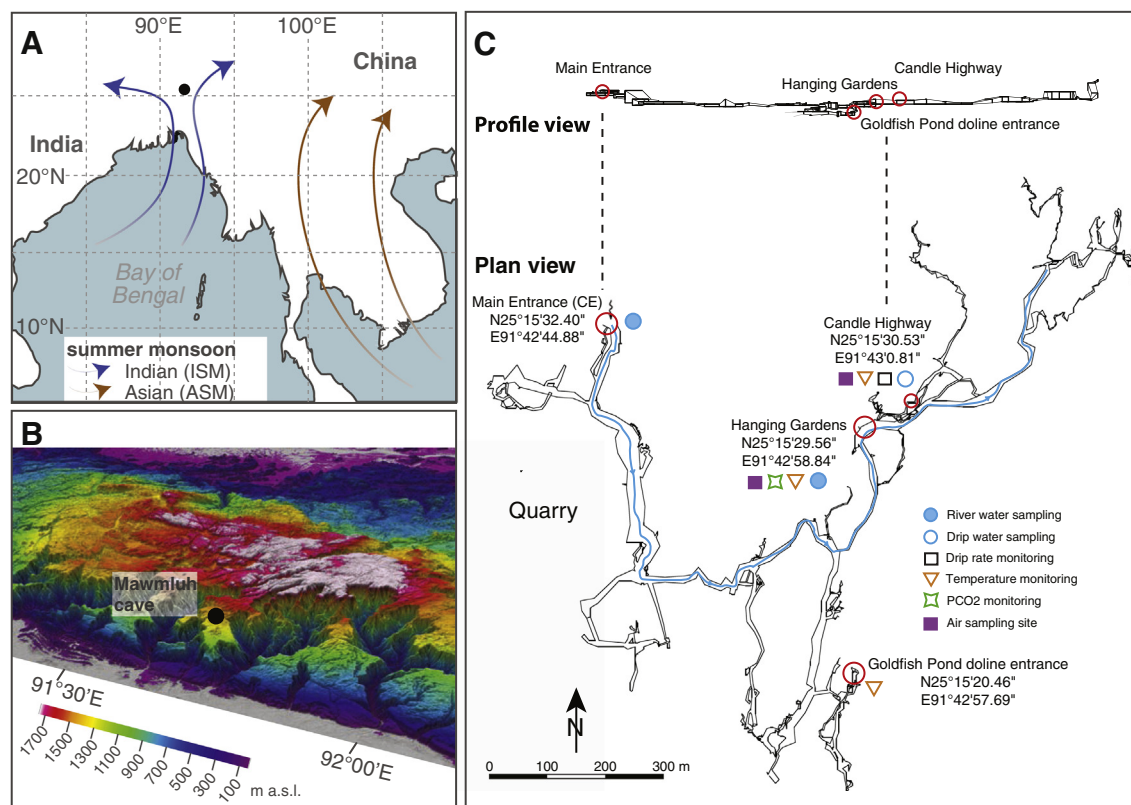 A
90°E
100°E
China
India
20°N
Bay of
Bengal
10°N
summer monsoon
Indian (ISM)
Asian (ASM)
B
Mawmluh
cave
91°30'E
92°00'E
1700
1500
1300
1100
900
700
500
300
100
m a.s.l.
C
Main Entrance
Hanging Gardens
Candle Highway
Goldfish Pond doline entrance
Profile view
Plan view
Main Entrance (CE)
N25°15'32.40"
E91°42'44.88"
Candle Highway
N25°15'30.53"
E91°43'0.81"
Hanging Gardens
N25°15'29.56"
E91°42'58.84"
Quarry
River water sampling
Drip water sampling
Drip rate monitoring
Temperature monitoring
PCO2 monitoring
Air sampling site
Goldfish Pond doline entrance
N25°15'20.46"
E91°42'57.69"
N
0 100 200 300 m